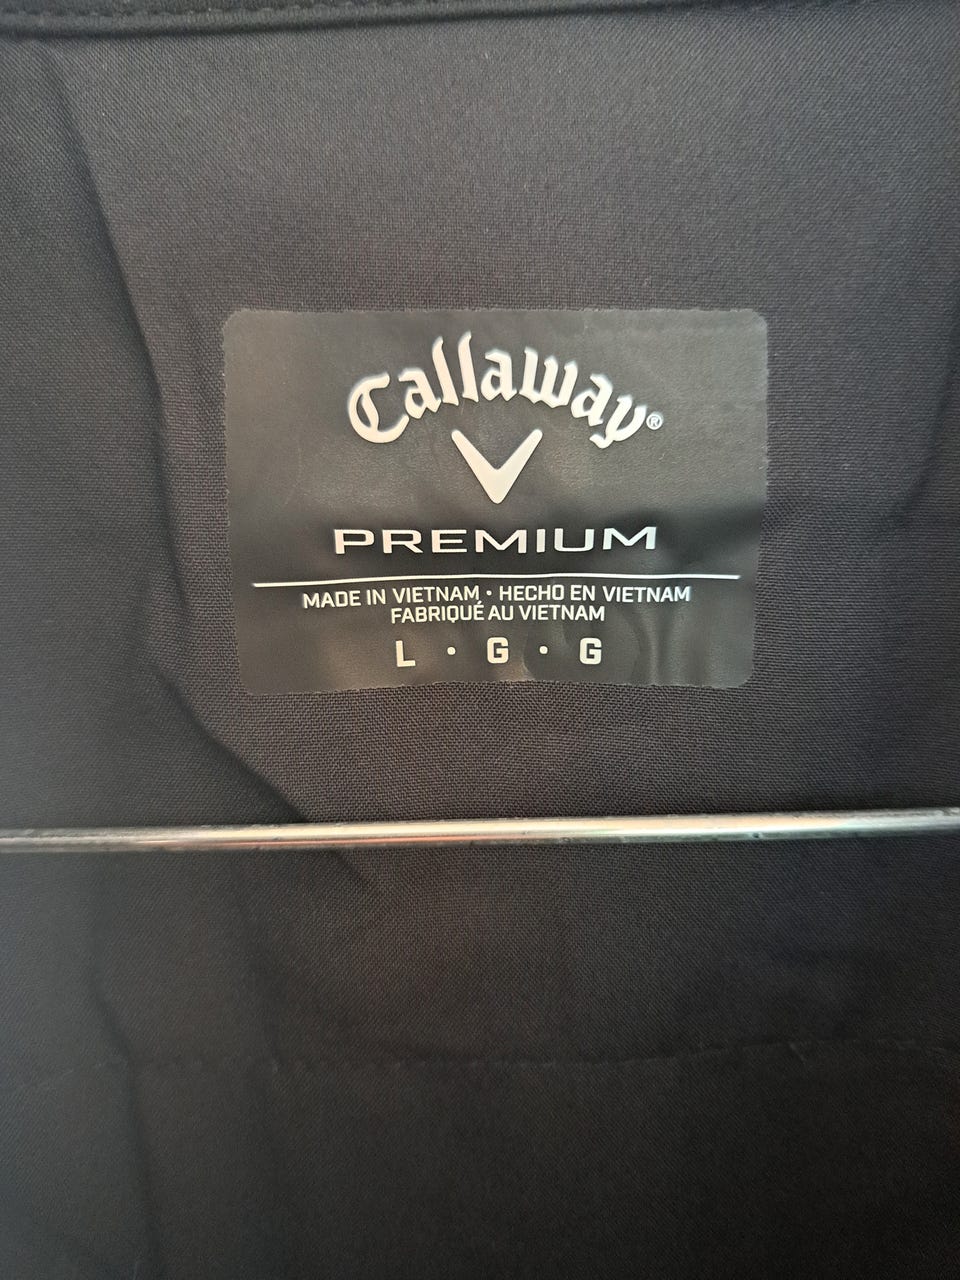 Callaway®
PREMIUM
MADE IN VIETNAM • HECHO EN VIETNAM
FABRIQUÉ AU VIETNAM
L • G • G